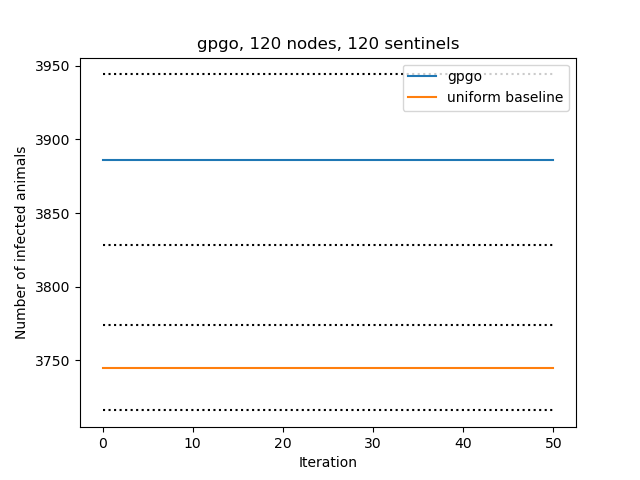 gpgo, 120 nodes, 120 sentinels
gpgo
uniform baseline
Number of infected animals
3950
3900
3850
3800
3750
0 10 20 30 40 50
Iteration